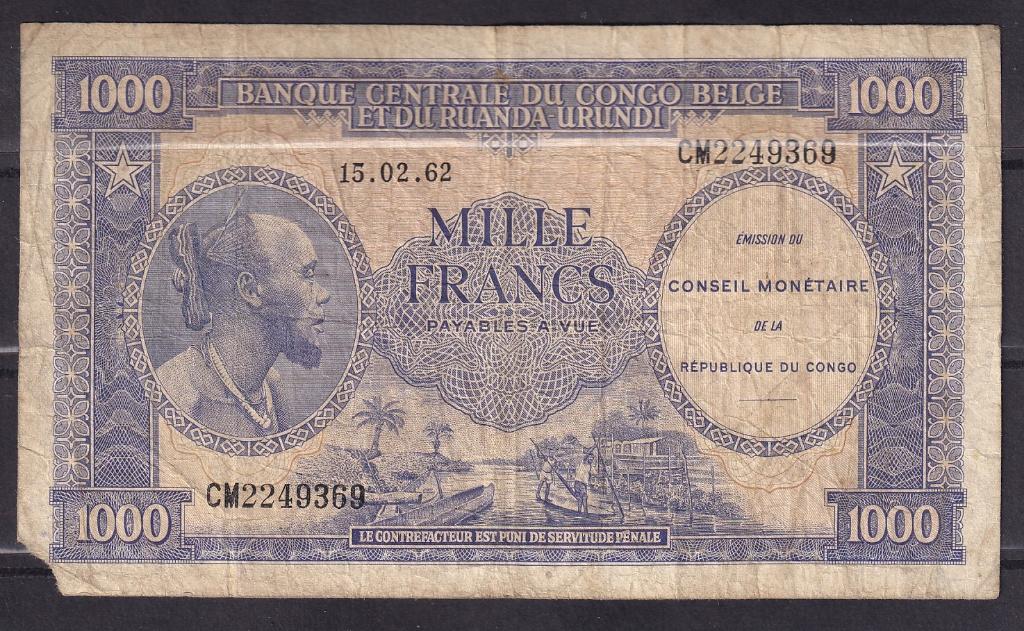 1000
BANQUE CENTRALE DU CONGO BELGE
ET DU RUANDA-URUNDI
1000
15.02.62
CM2249369
MILLE
FRANCS
PAYABLES A VUE
ÉMISSION DU
CONSEIL MONÉTAIRE
DE LA
RÉPUBLIQUE DU CONGO
CM2249369
1000
LE CONTREFACTEUR EST PUNI DE SERVITUDE PÉNALE
1000